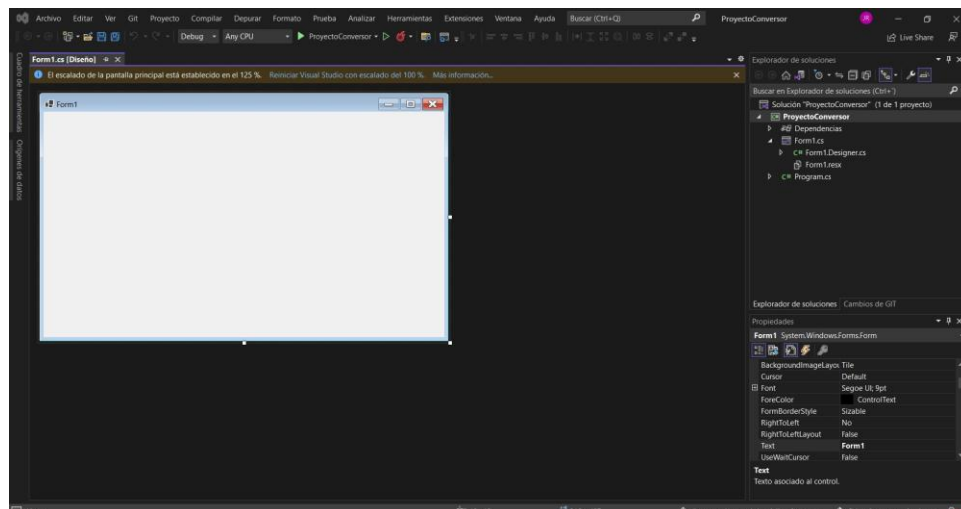 Archivo Editar Ver Git Proyecto Compilar Depurar Formato Prueba Analizar Herramientas Extensiones Ventana Ayuda Buscar (Ctrl+Q) ProyectoConversor JR
Debug Any CPU ProyectoConversor Live Share
Form1.cs [Diseño]
El escalado de la pantalla principal está establecido en el 125 %. Reiniciar Visual Studio con escalado del 100 %. Más información...
Cuadro de herramientas
Orígenes de datos
Form1
Explorador de soluciones
Buscar en Explorador de soluciones (Ctrl+´)
Solución "ProyectoConversor" (1 de 1 proyecto)
ProyectoConversor
Dependencias
Form1.cs
C# Form1.Designer.cs
Form1.resx
C# Program.cs
Explorador de soluciones Cambios de GIT
Propiedades
Form1 System.Windows.Forms.Form
BackgroundImageLayou Tile
Cursor Default
Font Segoe UI; 9pt
ForeColor ControlText
FormBorderStyle Sizable
RightToLeft No
RightToLeftLayout False
Text Form1
UseWaitCursor False
Text
Texto asociado al control.